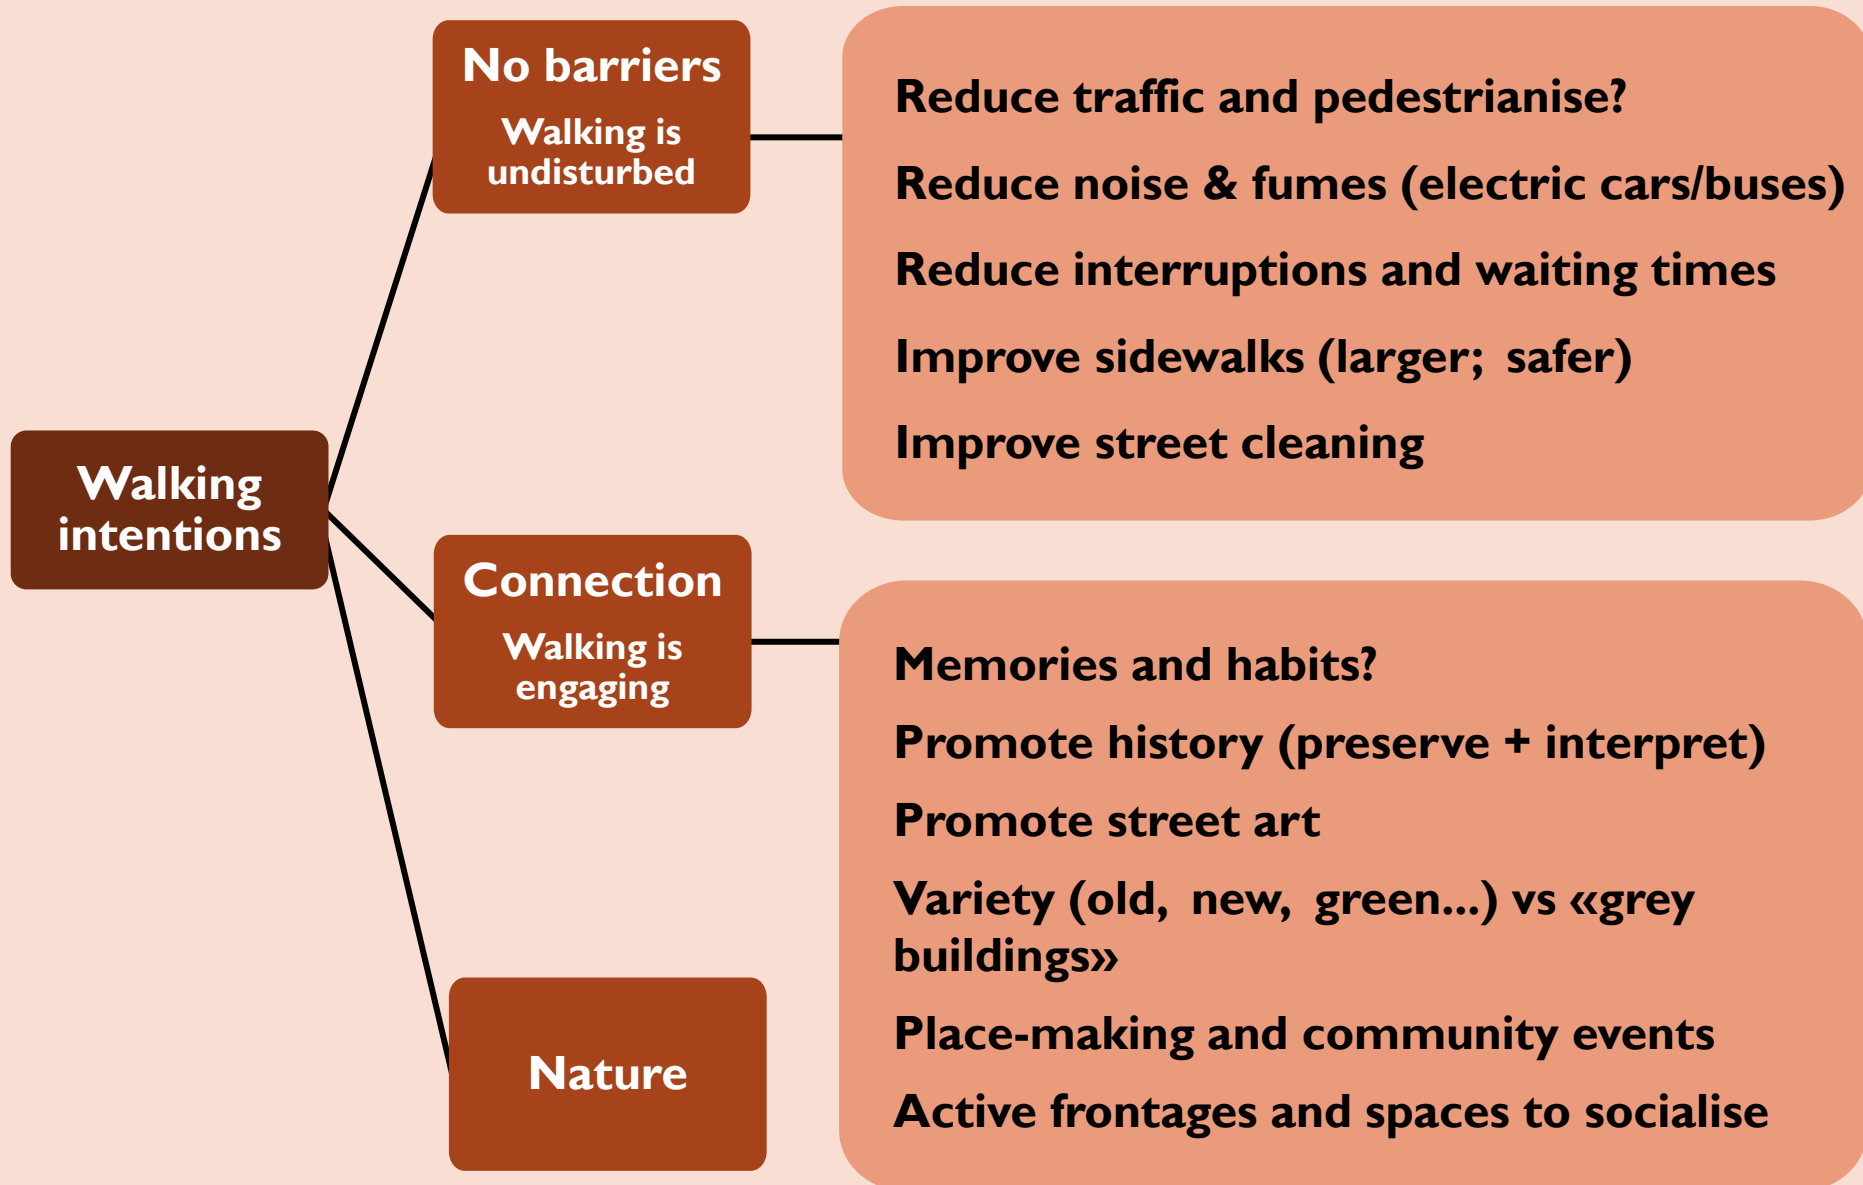 No barriers
Walking is
undisturbed
Reduce traffic and pedestrianise?
Reduce noise & fumes (electric cars/buses)
Reduce interruptions and waiting times
Improve sidewalks (larger; safer)
Improve street cleaning
Walking
intentions
Connection
Walking is
engaging
Memories and habits?
Promote history (preserve + interpret)
Promote street art
Variety (old, new, green...) vs «grey
buildings»
Place-making and community events
Active frontages and spaces to socialise
Nature